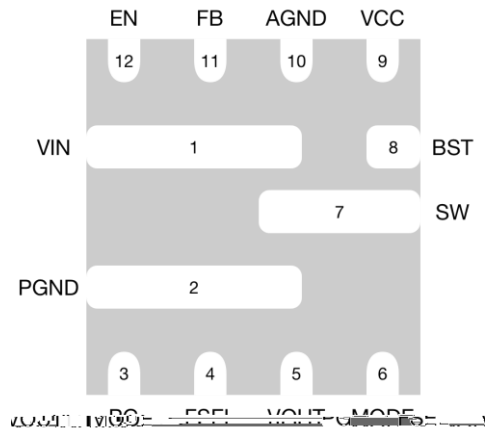 EN FB AGND VCC
12 11 10 9
VIN 1 8 BST
7 SW
PGND 2
3 4 5 6